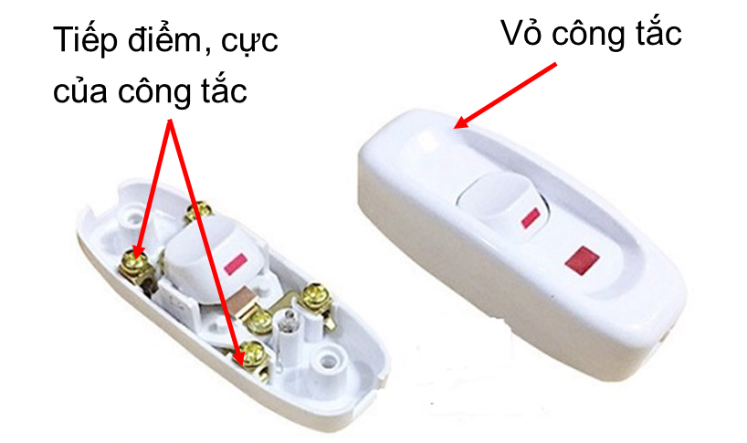 Tiếp điểm, cực
của công tắc
Vỏ công tắc